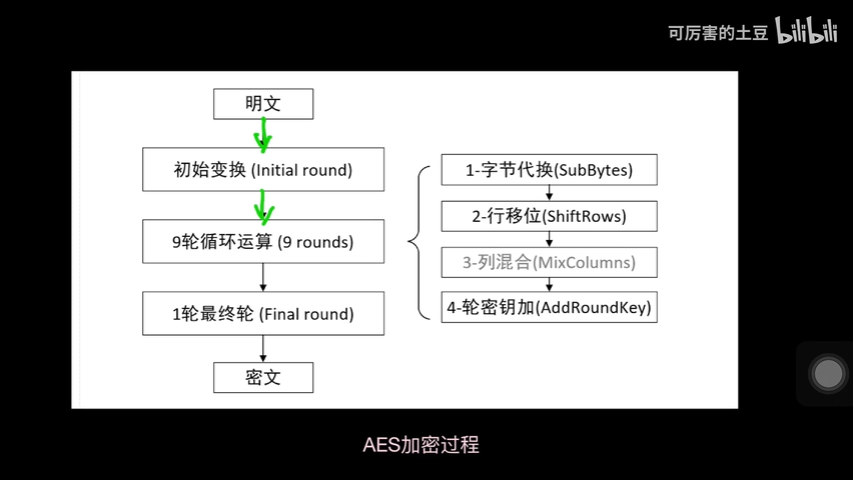 可厉害的土豆 bilibili
明文
初始变换 (Initial round)
9轮循环运算 (9 rounds)
1轮最终轮 (Final round)
密文
1-字节代换(SubBytes)
2-行移位(ShiftRows)
3-列混合(MixColumns)
4-轮密钥加(AddRoundKey)
AES加密过程